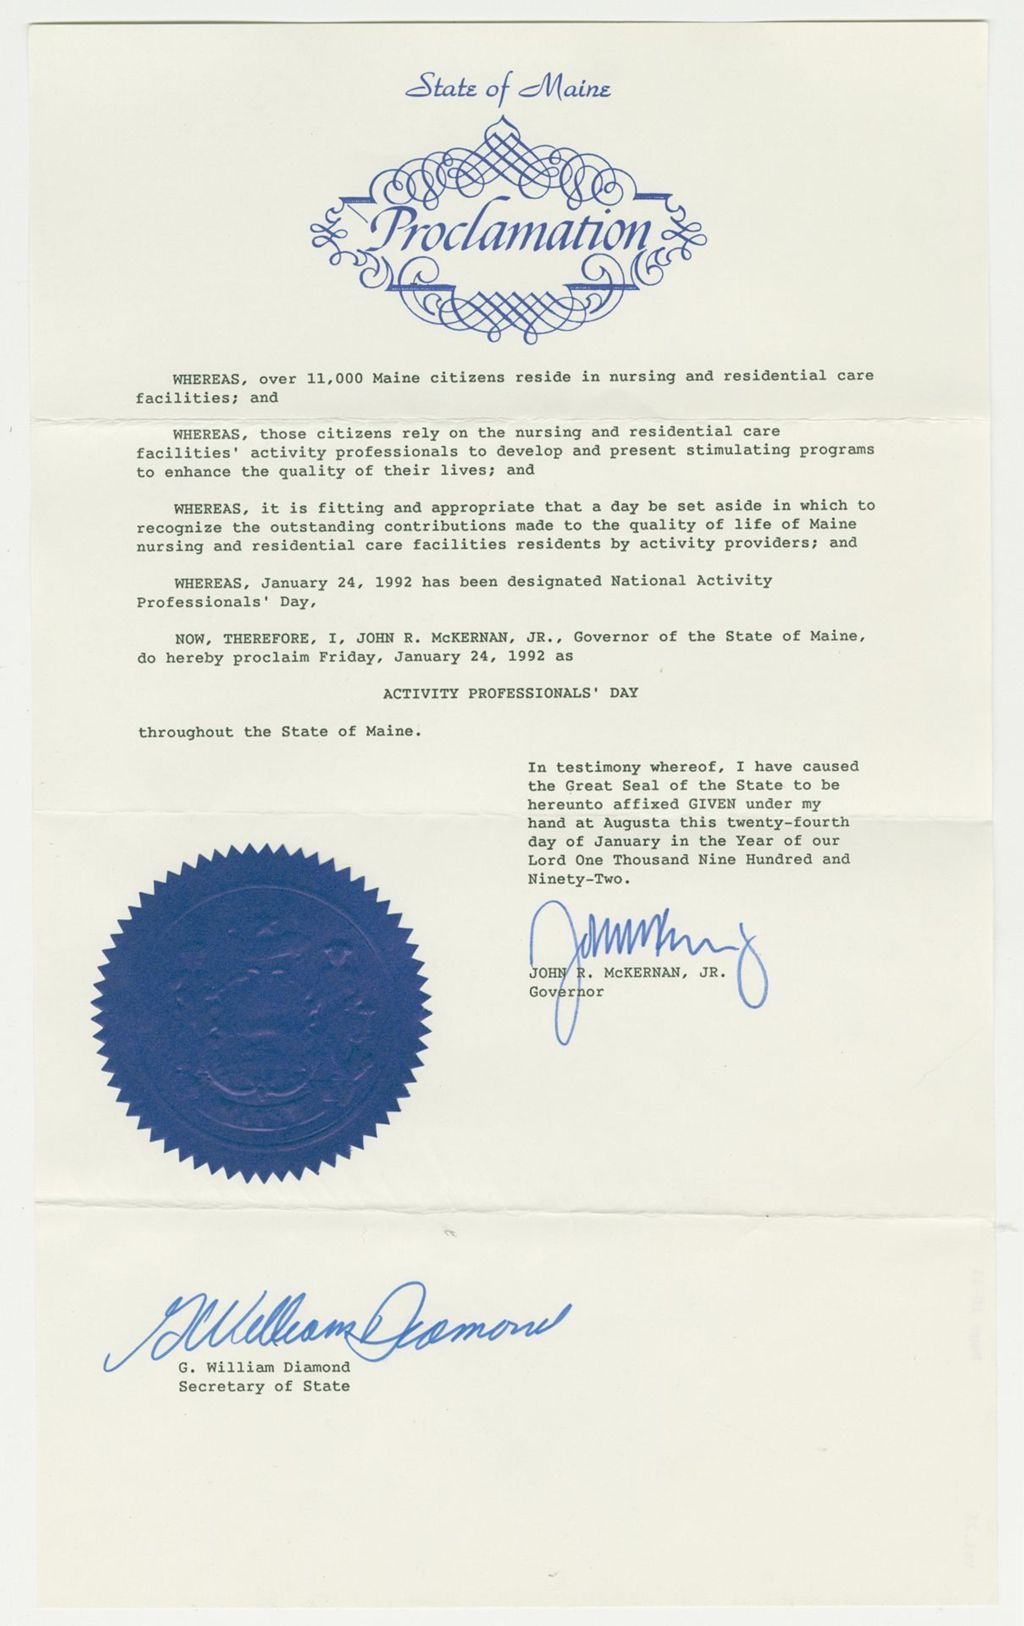 State of Maine
Proclamation
WHEREAS, over 11,000 Maine citizens reside in nursing and residential care
facilities; and
WHEREAS, those citizens rely on the nursing and residential care
facilities' activity professionals to develop and present stimulating programs
to enhance the quality of their lives; and
WHEREAS, it is fitting and appropriate that a day be set aside in which to
recognize the outstanding contributions made to the quality of life of Maine
nursing and residential care facilities residents by activity providers; and
WHEREAS, January 24, 1992 has been designated National Activity
Professionals' Day,
NOW, THEREFORE, I, JOHN R. McKERNAN, JR., Governor of the State of Maine,
do hereby proclaim Friday, January 24, 1992 as
ACTIVITY PROFESSIONALS' DAY
throughout the State of Maine.
In testimony whereof, I have caused
the Great Seal of the State to be
hereunto affixed GIVEN under my
hand at Augusta this twenty-fourth
day of January in the Year of our
Lord One Thousand Nine Hundred and
Ninety-Two.
JOHN R. McKERNAN, JR.
Governor
G William Diamond
G. William Diamond
Secretary of State